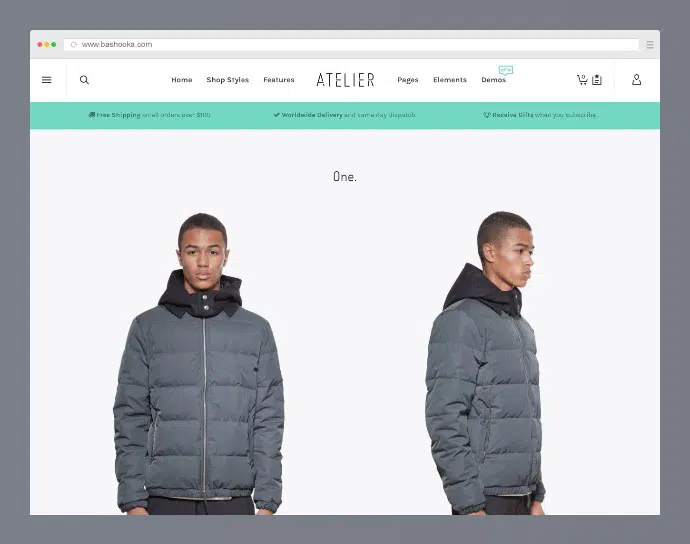 www.bashooka.com
NEW
Home Shop Styles Features ATELIER Pages Elements Demos
0
Free Shipping on all orders over $100. Worldwide Delivery and same day dispatch. Receive Gifts when you subscribe.
One.